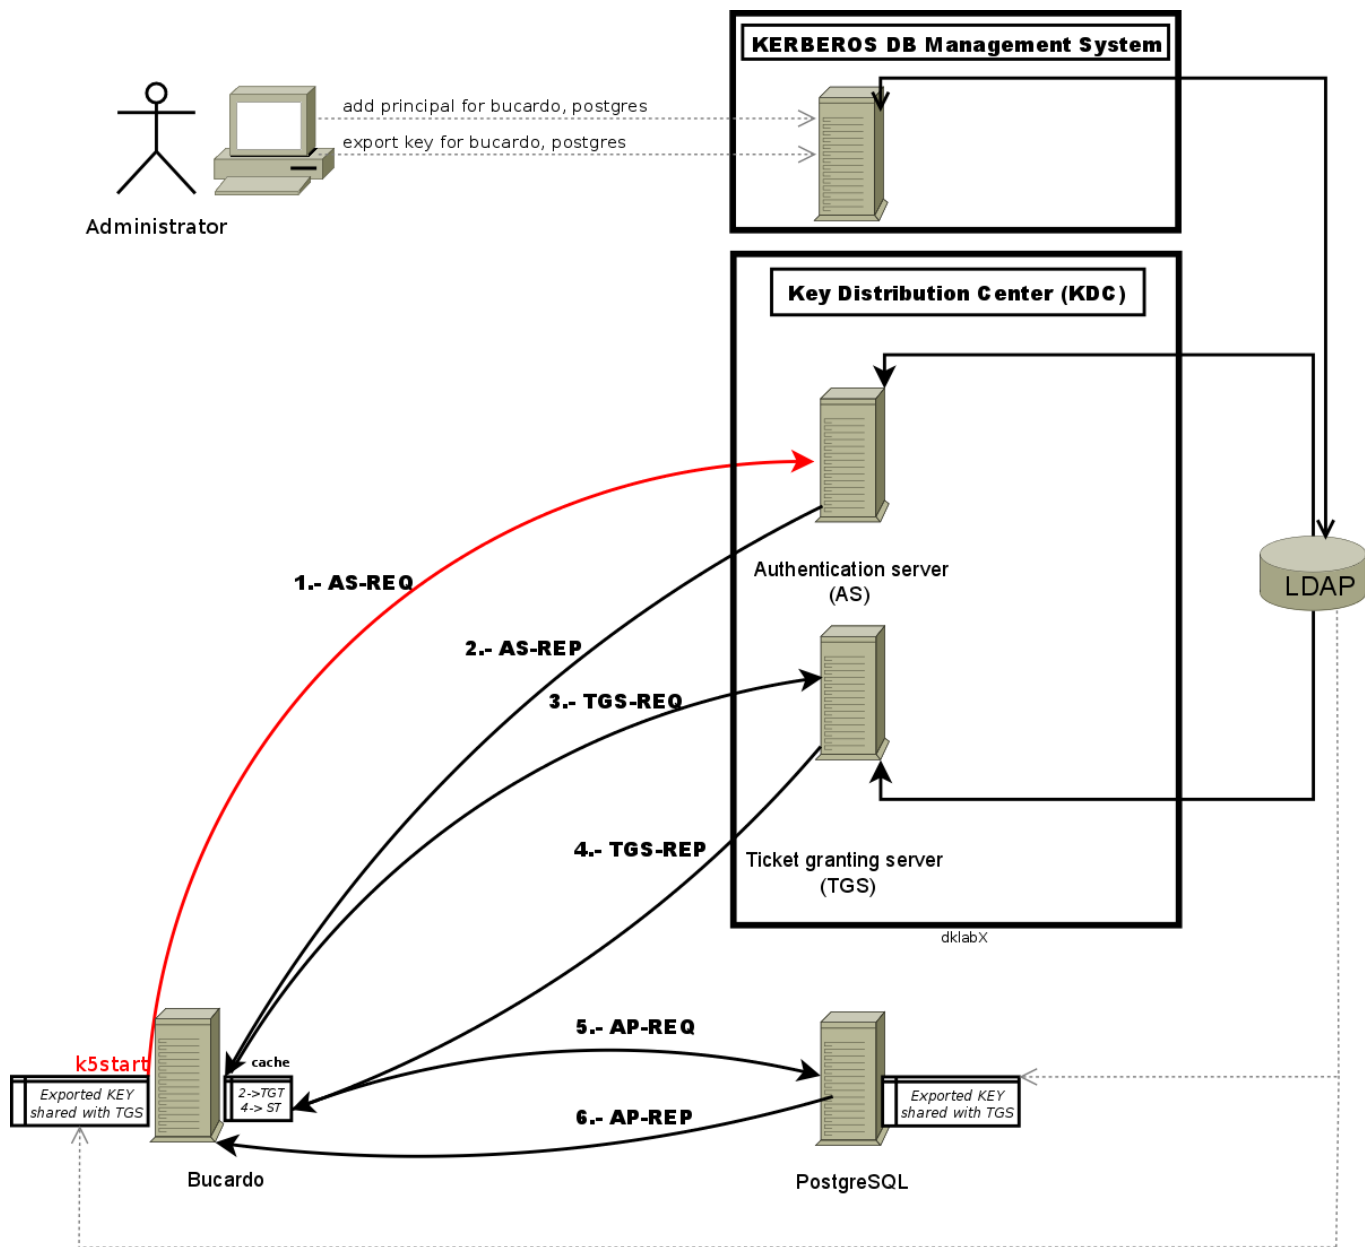 KERBEROS DB Management System
add principal for bucardo, postgres
export key for bucardo, postgres
Administrator
Key Distribution Center (KDC)
1.- AS-REQ
Authentication server
(AS)
LDAP
2.- AS-REP
3.- TGS-REQ
4.- TGS-REP
Ticket granting server
(TGS)
dklabX
k5start
cache
Exported KEY
shared with TGS
2->TGT
4-> ST
5.- AP-REQ
6.- AP-REP
Exported KEY
shared with TGS
Bucardo
PostgreSQL